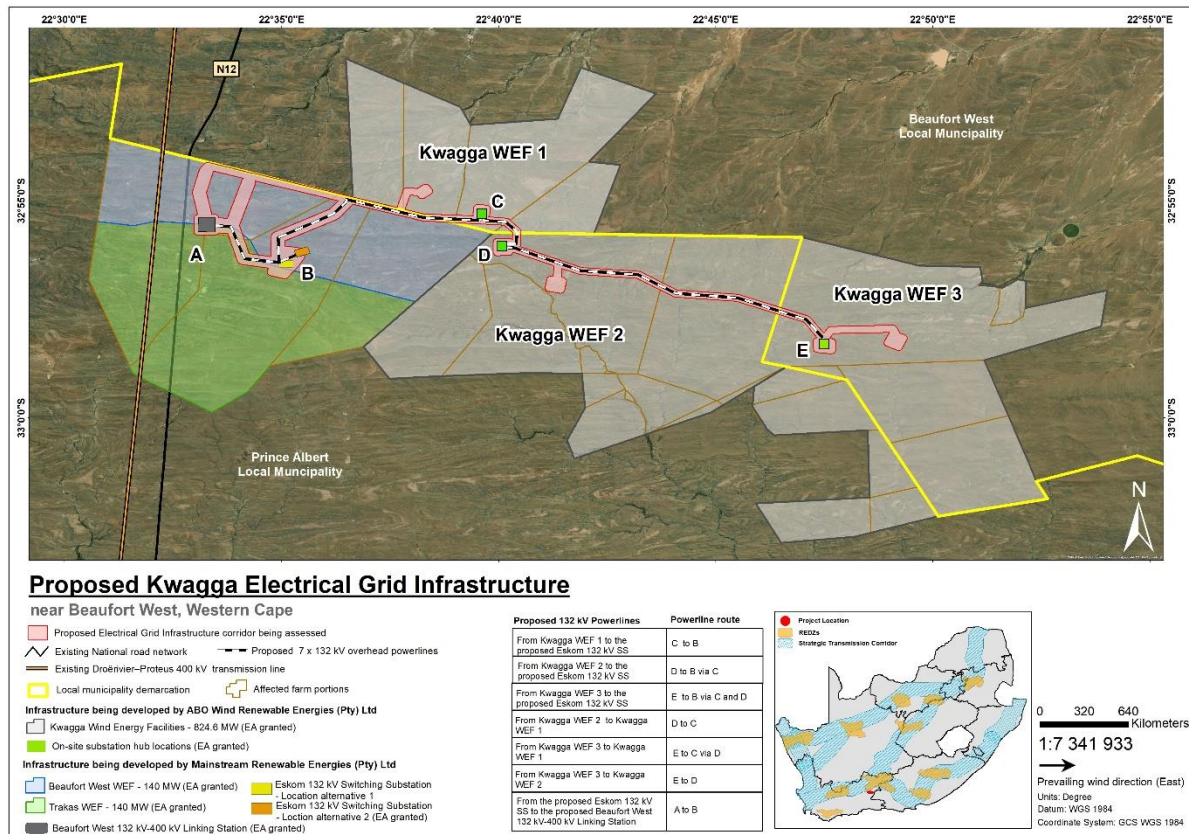 22°30'0"E 22°35'0"E 22°40'0"E 22°45'0"E 22°50'0"E 22°55'0"E
N12
Beaufort West
Local Muncipality
Kwagga WEF 1
32°55'0"S
32°55'0"S
C
A
D
B
Kwagga WEF 3
Kwagga WEF 2
E
33°0'0"S
33°0'0"S
Prince Albert
Local Muncipality
N
Proposed Kwagga Electrical Grid Infrastructure
near Beaufort West, Western Cape
Proposed Electrical Grid Infrastructure corridor being assessed
Existing National road network
Proposed 7 x 132 kV overhead powerlines
Existing Droërivier–Proteus 400 kV transmission line
Local municipality demarcation
Affected farm portions
Infrastructure being developed by ABO Wind Renewable Energies (Pty) Ltd
Kwagga Wind Energy Facilities - 824.6 MW (EA granted)
On-site substation hub locations (EA granted)
Infrastructure being developed by Mainstream Renewable Energies (Pty) Ltd
Beaufort West WEF - 140 MW (EA granted)
Eskom 132 kV Switching Substation
- Location alternative 1
Trakas WEF - 140 MW (EA granted)
Eskom 132 kV Switching Substation
- Loction alternative 2 (EA granted)
Beaufort West 132 kV-400 kV Linking Station (EA granted)
Proposed 132 kV Powerlines Powerline route
From Kwagga WEF 1 to the
proposed Eskom 132 kV SS
C to B
From Kwagga WEF 2 to the
proposed Eskom 132 kV SS
D to B via C
From Kwagga WEF 3 to the
proposed Eskom 132 kV SS
E to B via C and D
From Kwagga WEF 2 to Kwagga
WEF 1
D to C
From Kwagga WEF 3 to Kwagga
WEF 1
E to C via D
From Kwagga WEF 3 to Kwagga
WEF 2
E to D
From the proposed Eskom 132 kV
SS to the proposed Beaufort West
132 kV-400 kV Linking Station
A to B
Project Location
REDZs
Strategic Transmission Corridor
0 320 640
Kilometers
1:7 341 933
Prevailing wind direction (East)
Units: Degree
Datum: WGS 1984
Coordinate System: GCS WGS 1984